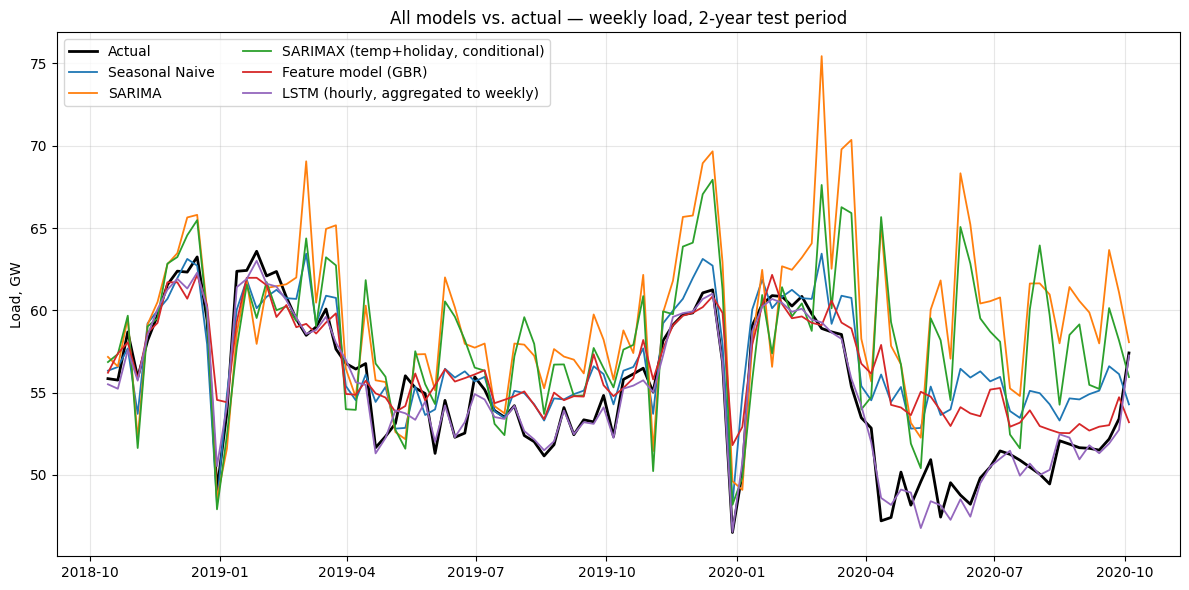 All models vs. actual — weekly load, 2-year test period
Actual
Seasonal Naive
SARIMA
SARIMAX (temp+holiday, conditional)
Feature model (GBR)
LSTM (hourly, aggregated to weekly)
Load, GW
75
70
65
60
55
50
2018-10
2019-01
2019-04
2019-07
2019-10
2020-01
2020-04
2020-07
2020-10